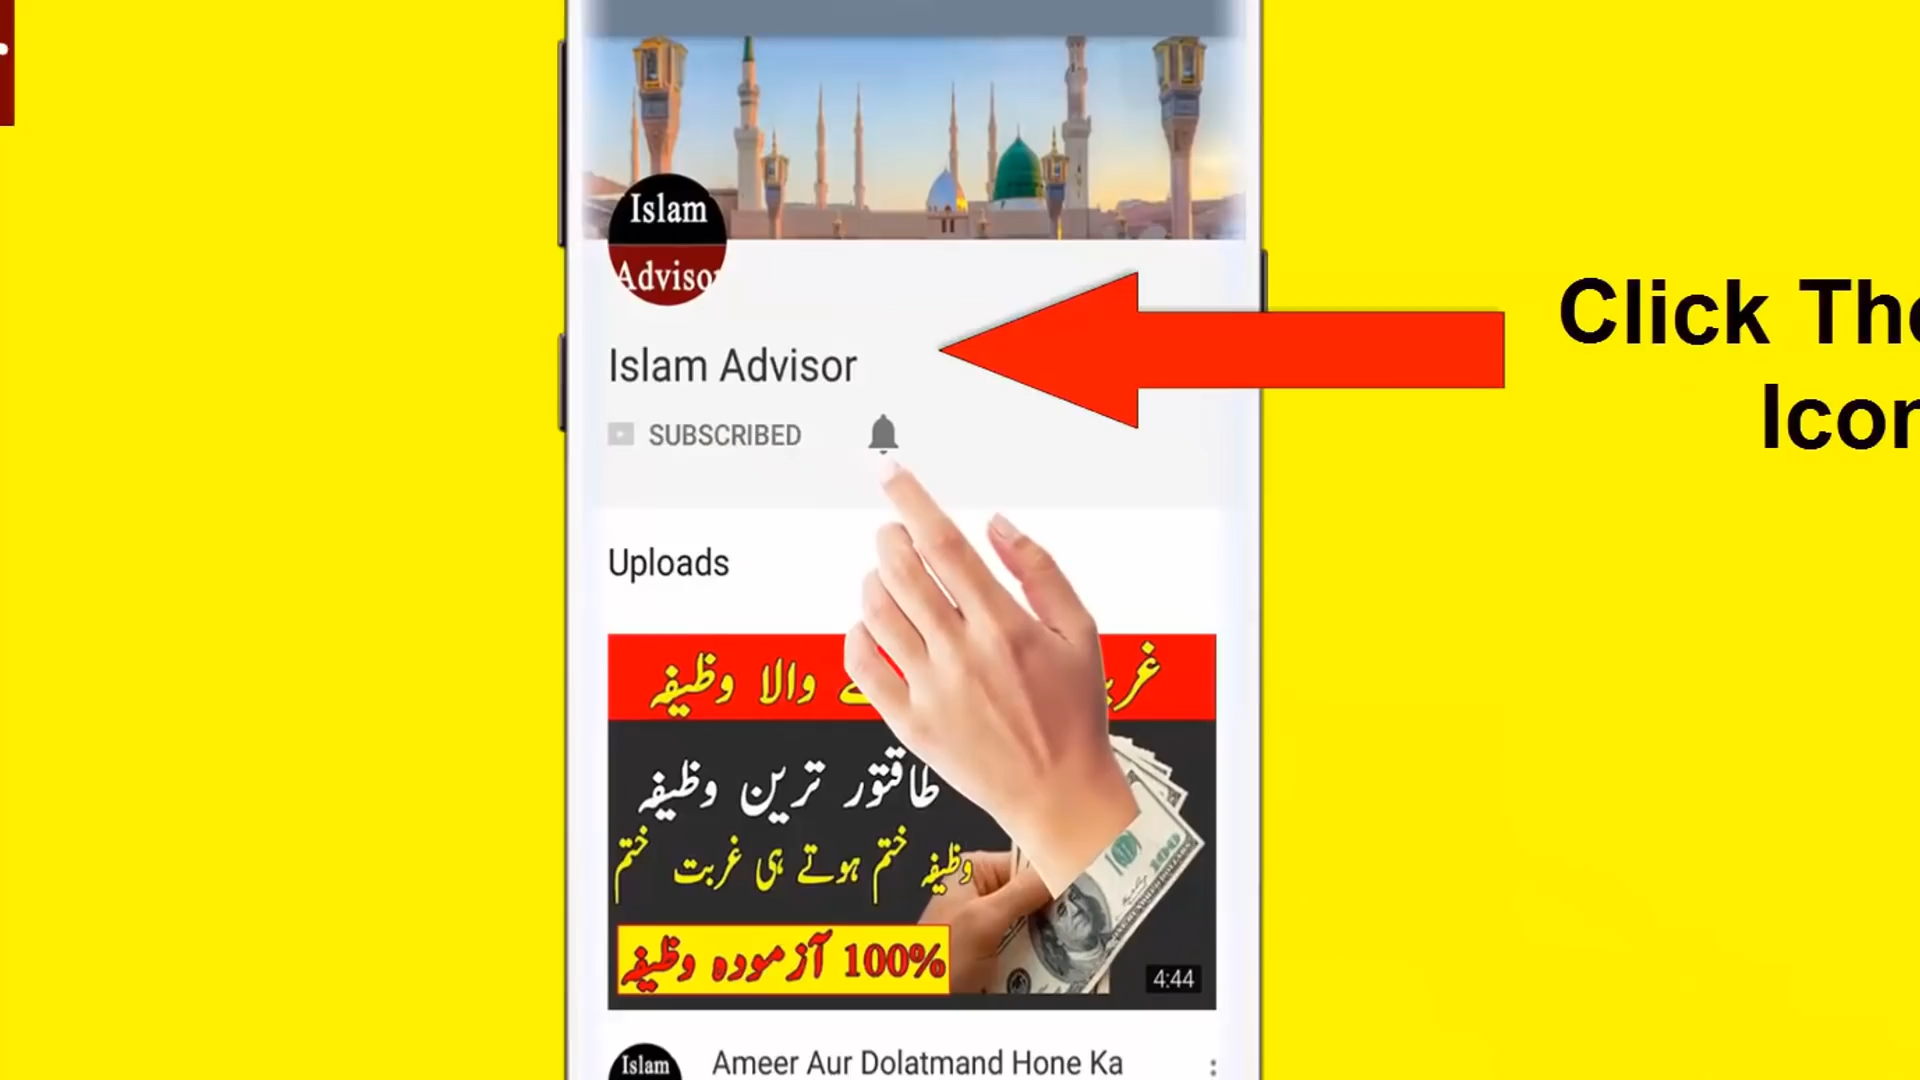 Islam
Advisor
Islam Advisor
SUBSCRIBED
Click The
Icon
Uploads
والا وظیفہ
طاقتور ترین وظیفہ
وظیفہ ختم ہوتے ہی غربت ختم
100% آزمودہ وظیفہ
4:44
Islam
Ameer Aur Dolatmand Hone Ka